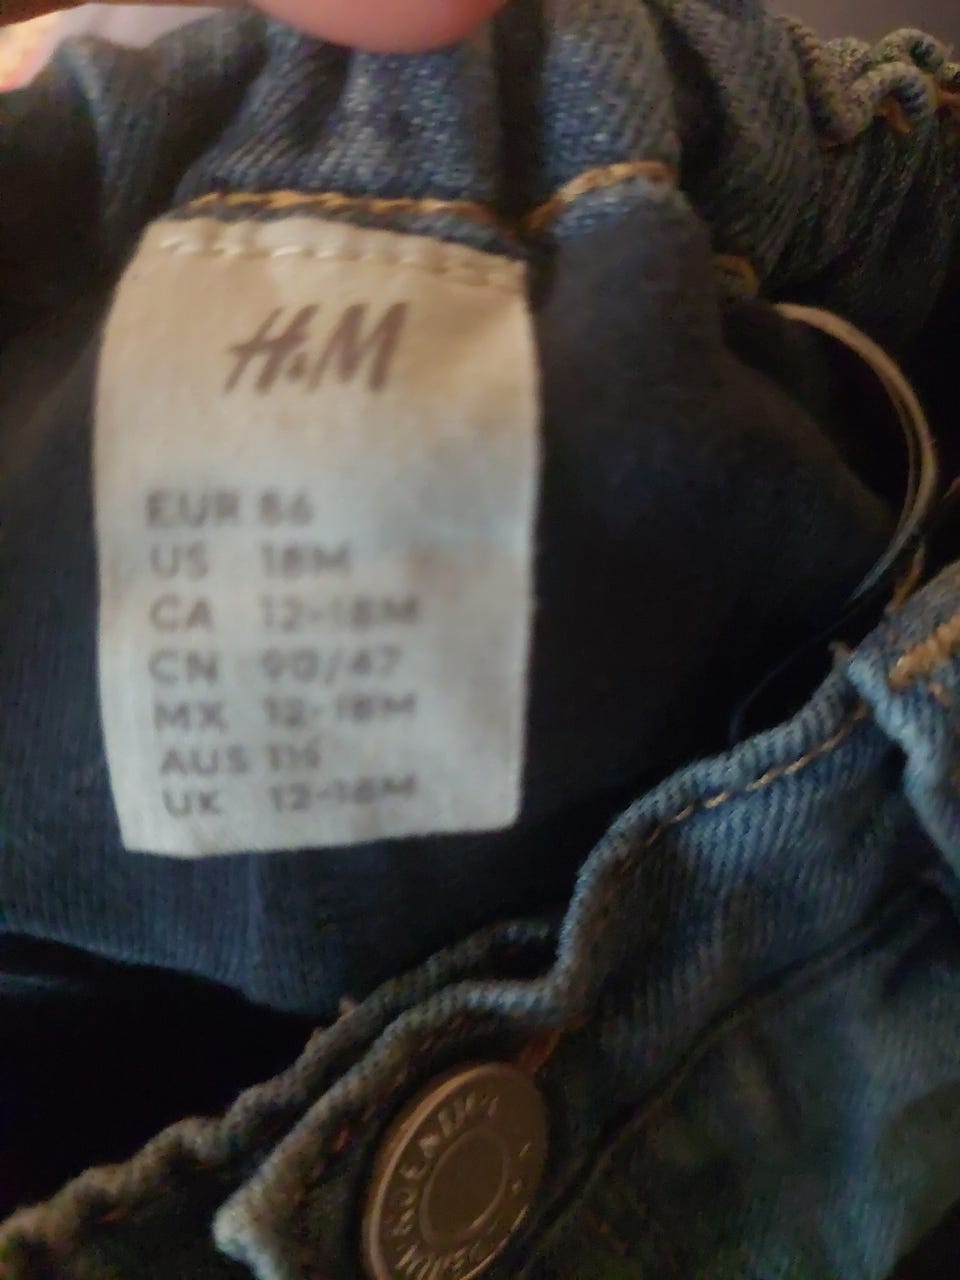 H&M
EUR 86
US 18M
CA 12-18M
CN 90/47
MX 12-18M
AUS
UK 12-18M